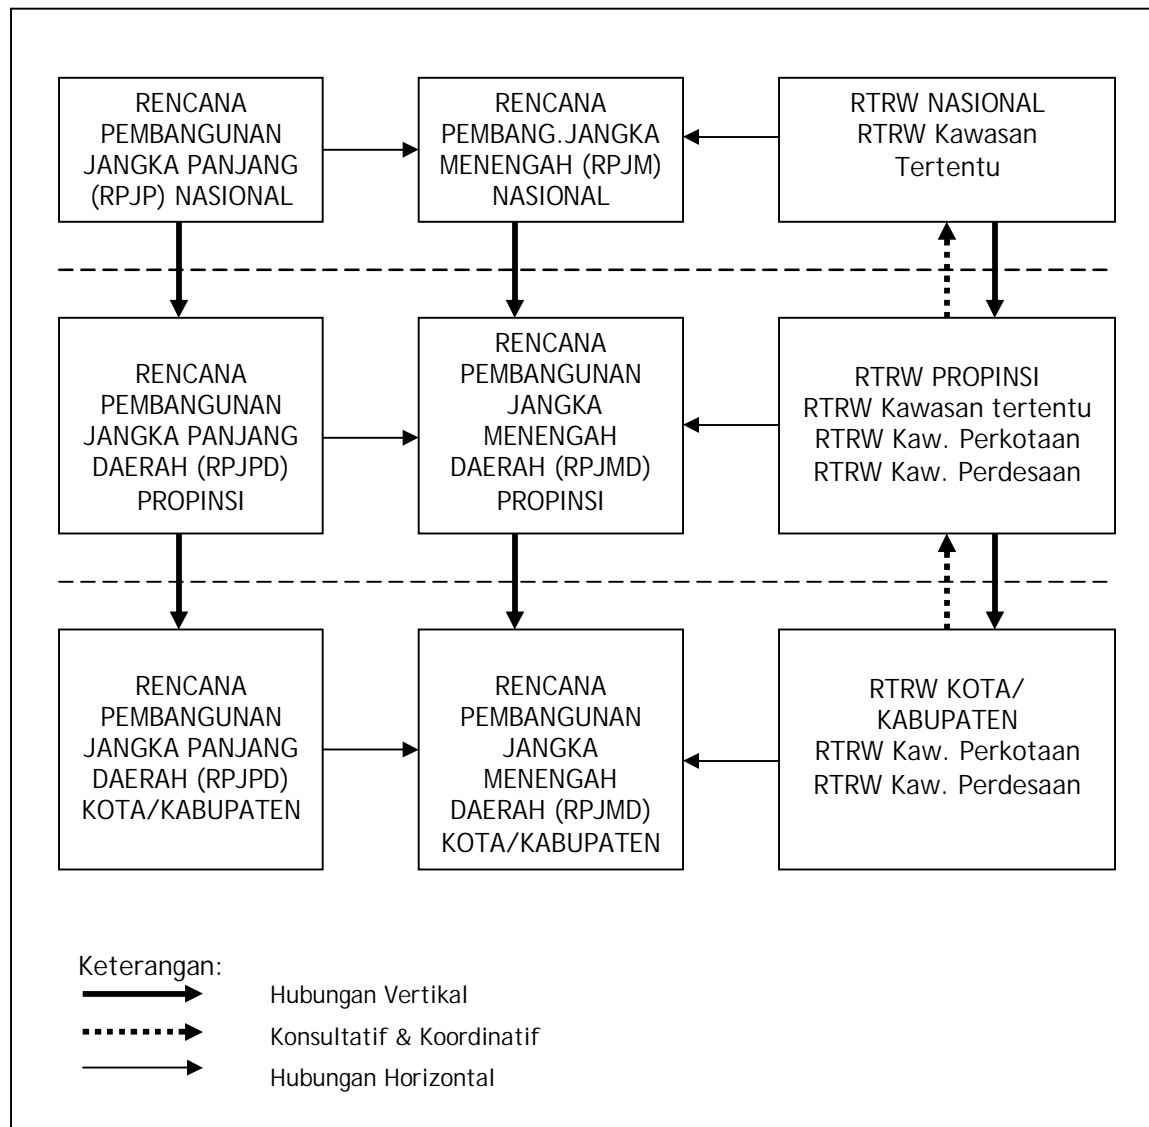 RENCANA
PEMBANGUNAN
JANGKA PANJANG
(RPJP) NASIONAL
RENCANA
PEMBANG.JANGKA
MENENGAH (RPJM)
NASIONAL
RTRW NASIONAL
RTRW Kawasan
Tertentu
RENCANA
PEMBANGUNAN
JANGKA PANJANG
DAERAH (RPJPD)
PROPINSI
RENCANA
PEMBANGUNAN
JANGKA
MENENGAH
DAERAH (RPJMD)
PROPINSI
RTRW PROPINSI
RTRW Kawasan tertentu
RTRW Kaw. Perkotaan
RTRW Kaw. Perdesaan
RENCANA
PEMBANGUNAN
JANGKA PANJANG
DAERAH (RPJPD)
KOTA/KABUPATEN
RENCANA
PEMBANGUNAN
JANGKA
MENENGAH
DAERAH (RPJMD)
KOTA/KABUPATEN
RTRW KOTA/
KABUPATEN
RTRW Kaw. Perkotaan
RTRW Kaw. Perdesaan
Keterangan:
Hubungan Vertikal
Konsultatif & Koordinatif
Hubungan Horizontal